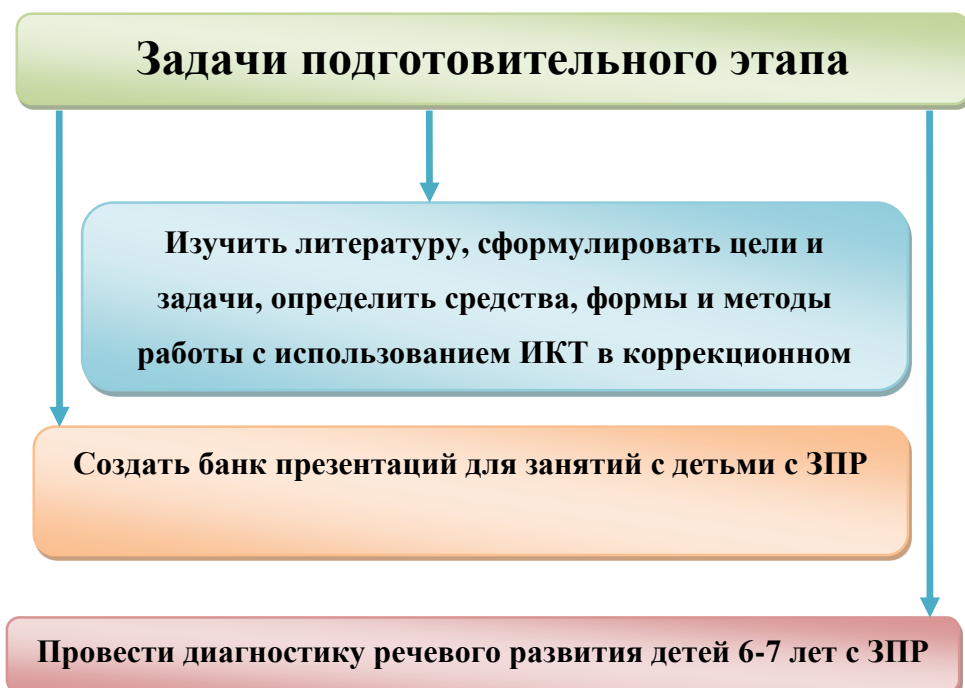 Задачи подготовительного этапа
Изучить литературу, сформулировать цели и
задачи, определить средства, формы и методы
работы с использованием ИКТ в коррекционном
Создать банк презентаций для занятий с детьми с ЗПР
Провести диагностику речевого развития детей 6-7 лет с ЗПР